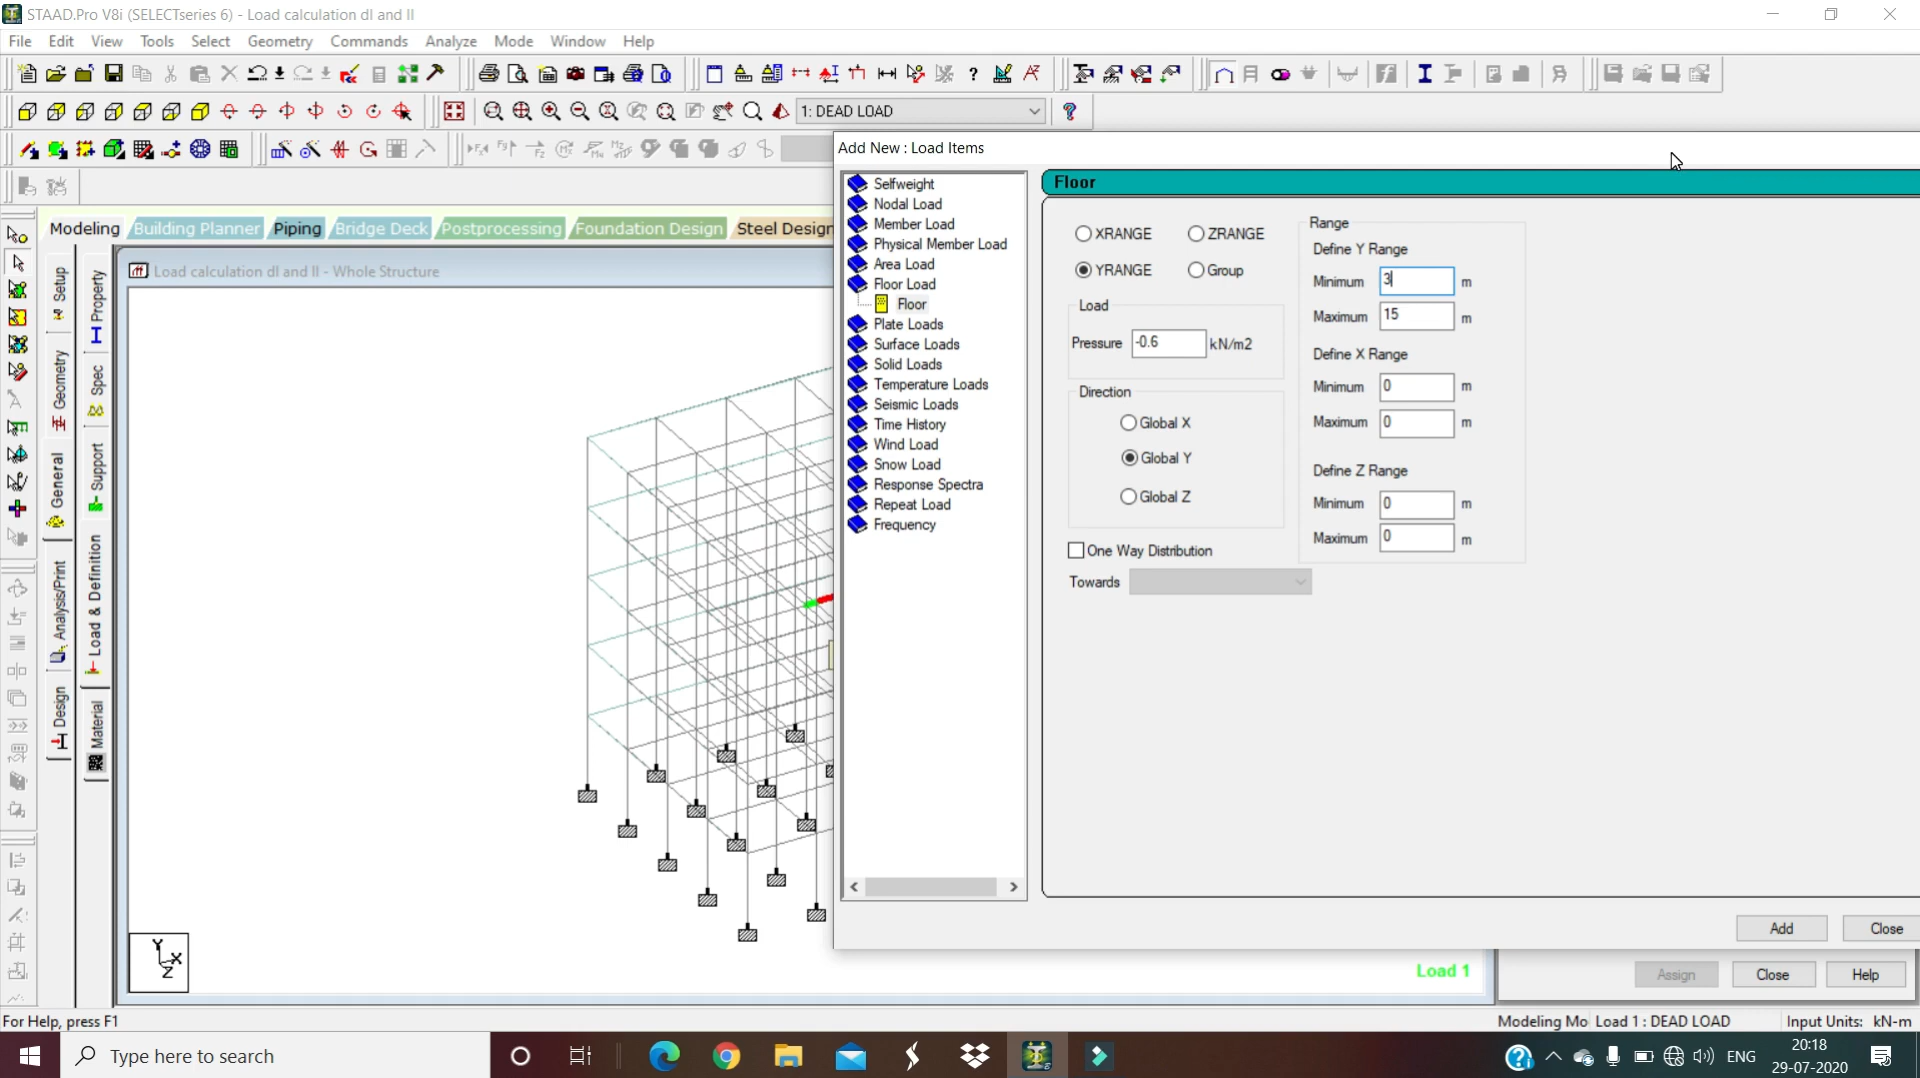 STAAD.Pro V8i (SELECTseries 6) - Load calculation dl and ll
File Edit View Tools Select Geometry Commands Analyze Mode Window Help
1: DEAD LOAD
Add New : Load Items
Selfweight
Nodal Load
Member Load
Physical Member Load
Area Load
Floor Load
Floor
Plate Loads
Surface Loads
Solid Loads
Temperature Loads
Seismic Loads
Time History
Wind Load
Snow Load
Response Spectra
Repeat Load
Frequency
Floor
XRANGE ZRANGE
YRANGE Group
Load
Pressure -0.6 kN/m2
Direction
Global X
Global Y
Global Z
One Way Distribution
Towards
Range
Define Y Range
Minimum 3 m
Maximum 15 m
Define X Range
Minimum 0 m
Maximum 0 m
Define Z Range
Minimum 0 m
Maximum 0 m
Add Close
Modeling Building Planner Piping Bridge Deck Postprocessing Foundation Design Steel Design
Load calculation dl and ll - Whole Structure
Setup
Geometry
General
Analysis/Print
Design
Property
Spec
Support
Load & Definition
Material
Y
X
Z
Load 1
Assign Close Help
For Help, press F1
Modeling Mo Load 1 : DEAD LOAD Input Units: kN-m
Type here to search
ENG
20:18
29-07-2020